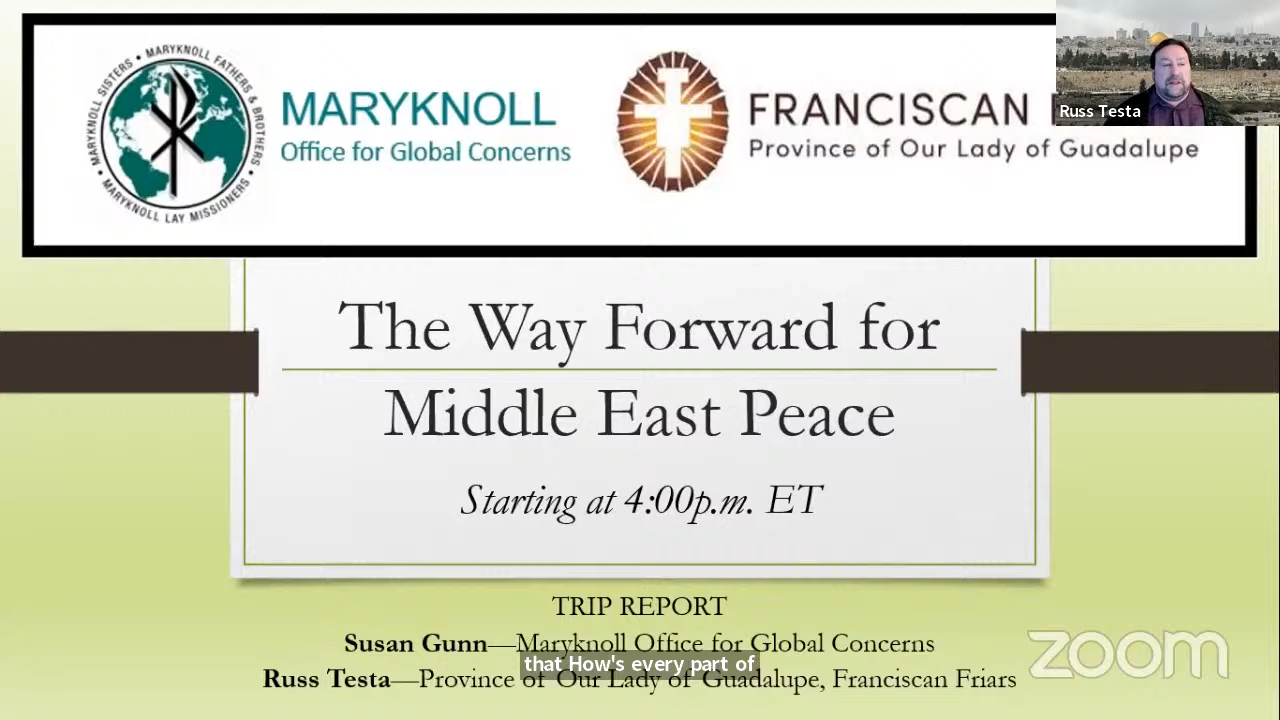 MARYKNOLL SISTERS • MARYKNOLL FATHERS & BROTHERS • MARYKNOLL LAY MISSIONERS •
MARYKNOLL
Office for Global Concerns
FRANCISCAN
Province of Our Lady of Guadalupe
Russ Testa
The Way Forward for
Middle East Peace
Starting at 4:00p.m. ET
TRIP REPORT
Susan Gunn—Maryknoll Office for Global Concerns
that How's every part of
Russ Testa—Province of Our Lady of Guadalupe, Franciscan Friars
zoom